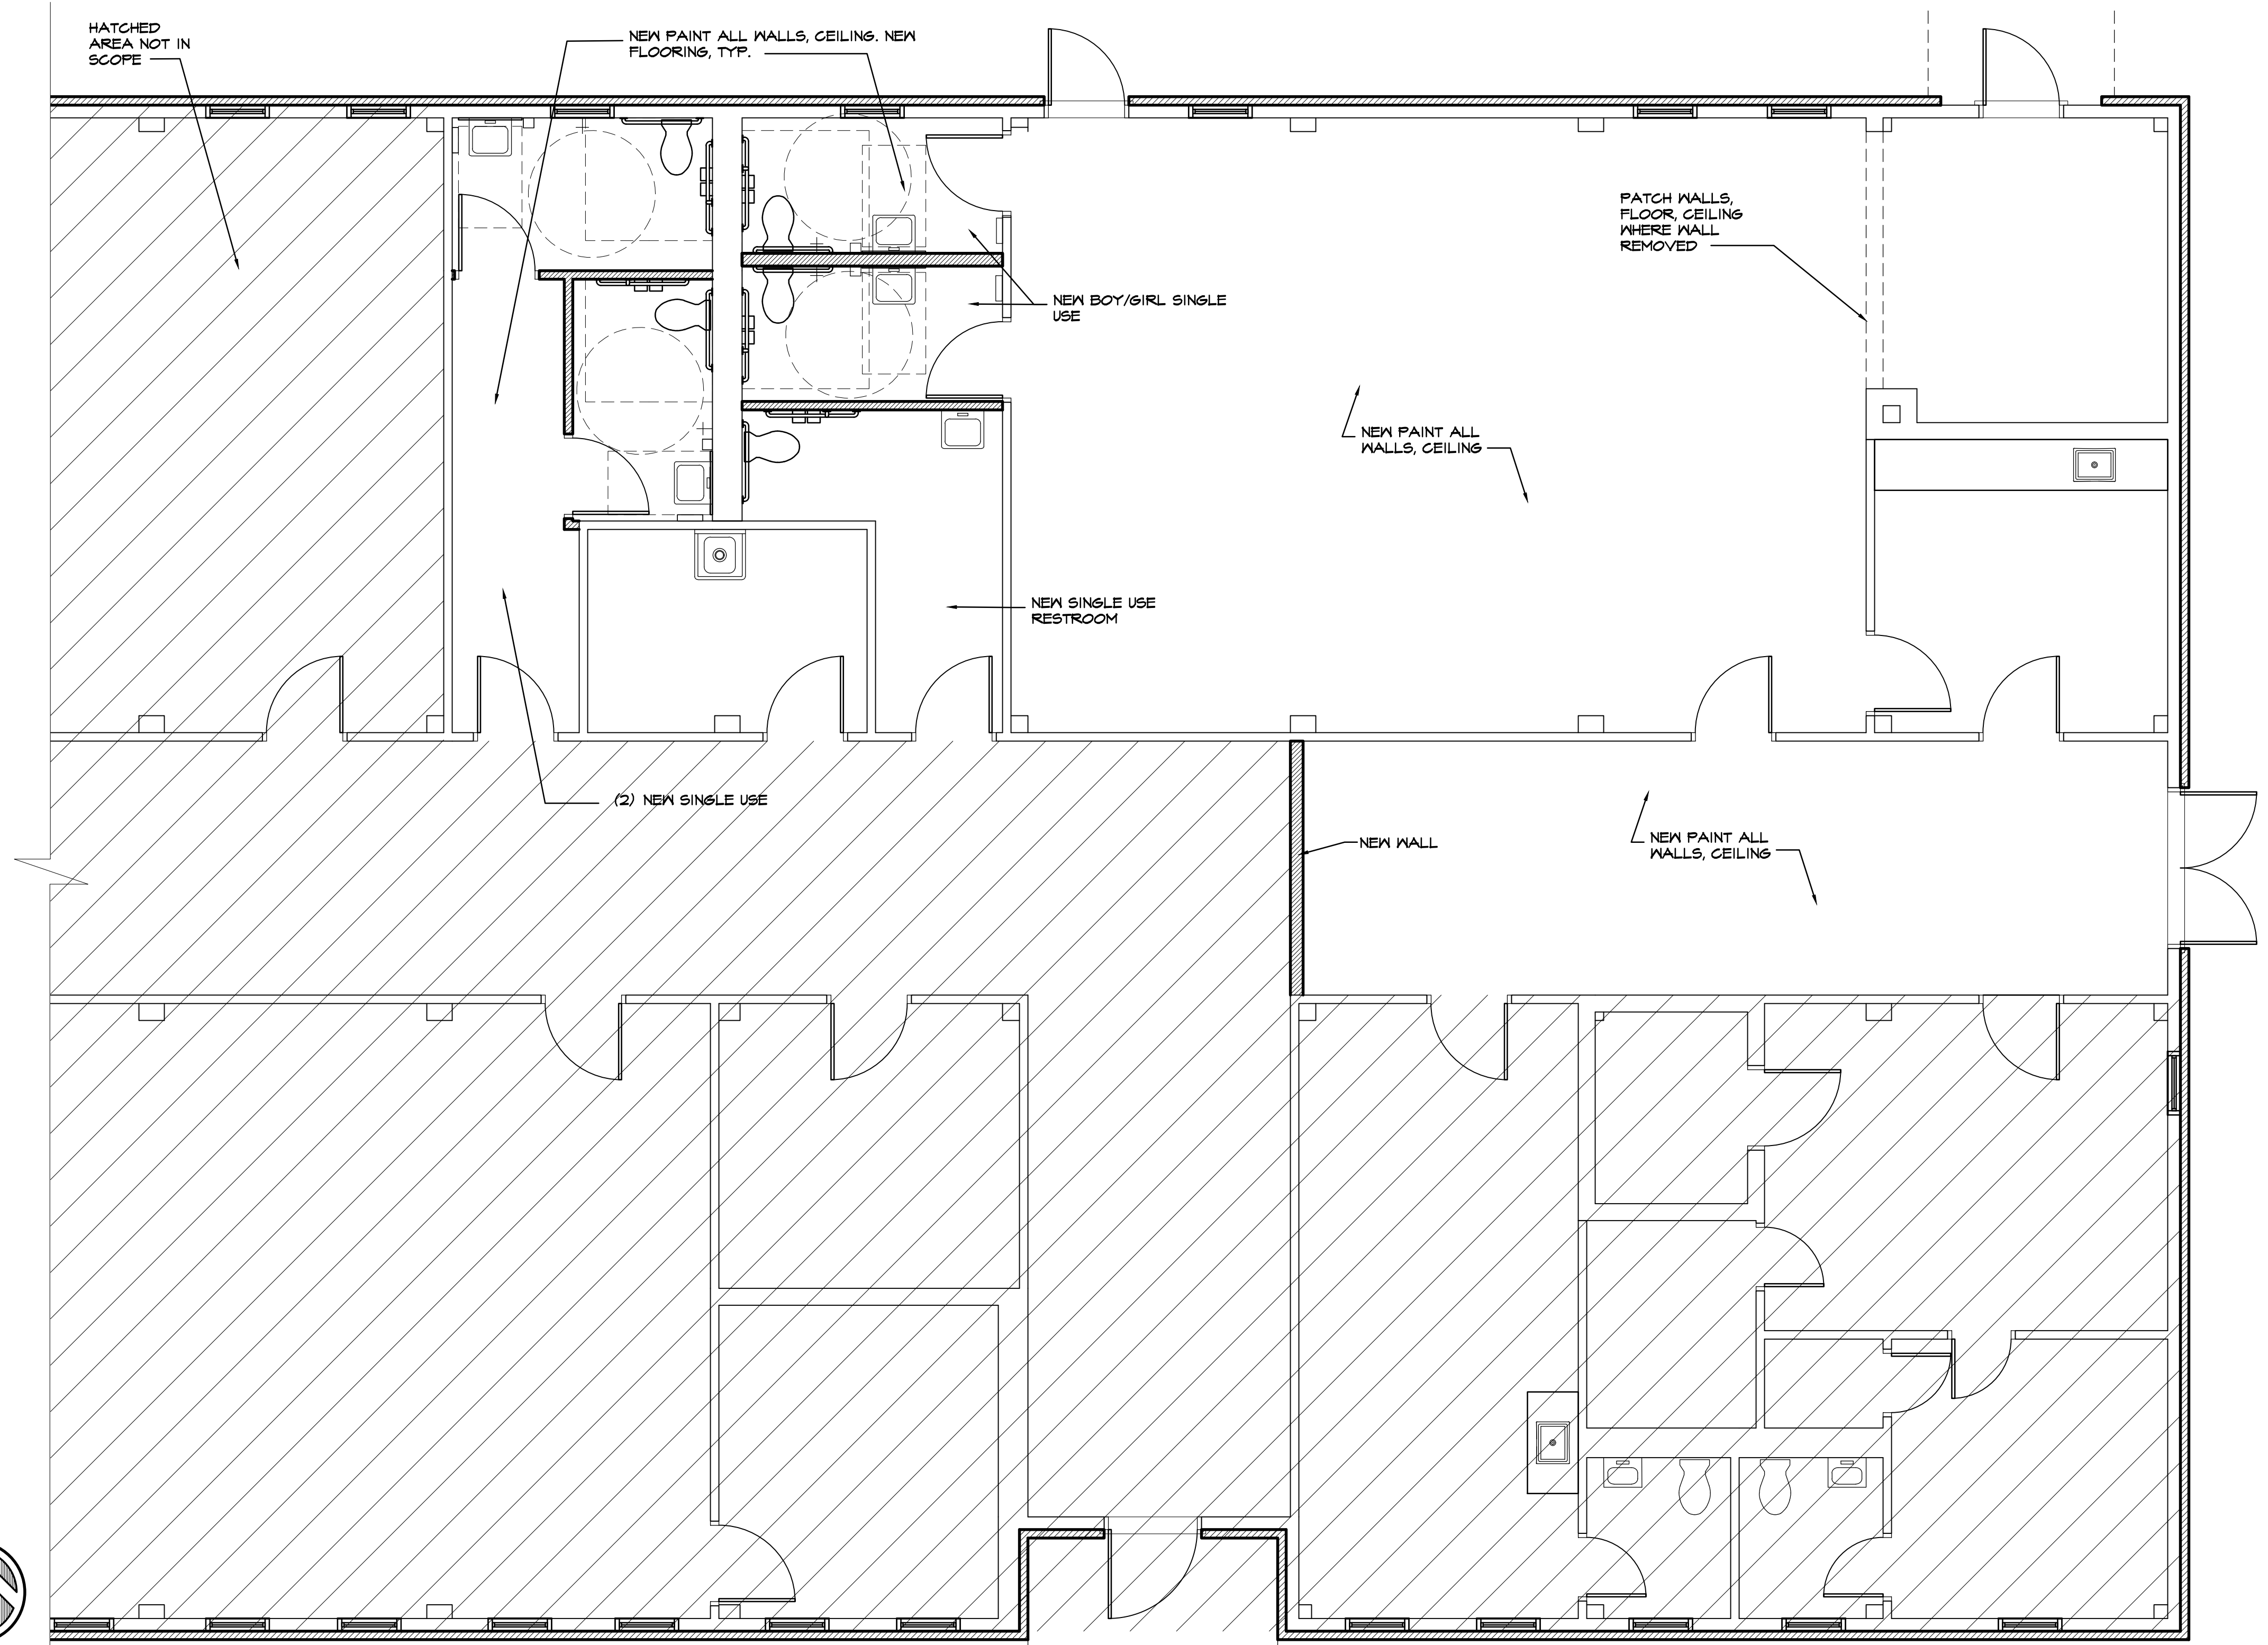 HATCHED
AREA NOT IN
SCOPE
NEW PAINT ALL WALLS, CEILING. NEW
FLOORING, TYP.
PATCH WALLS,
FLOOR, CEILING
WHERE WALL
REMOVED
NEW BOY/GIRL SINGLE
USE
NEW PAINT ALL
WALLS, CEILING
NEW SINGLE USE
RESTROOM
(2) NEW SINGLE USE
NEW WALL
NEW PAINT ALL
WALLS, CEILING